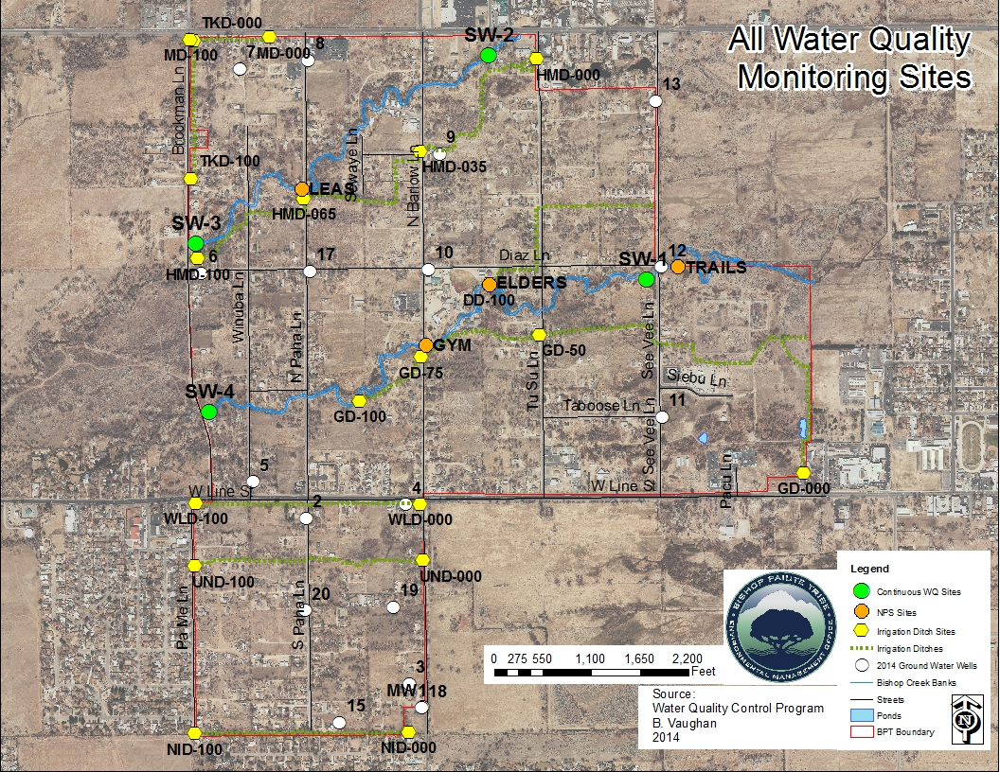 All Water Quality
Monitoring Sites
TKD-000
MD-100
7
MD-000
8
SW-2
HMD-000
13
Brookman Ln
TKD-100
Sewaye Ln
9
HMD-035
N Barlow Ln
LEAS
HMD-065
SW-3
6
HMD-100
17
10
Diaz Ln
SW-1
12
TRAILS
ELDERS
DD-100
Winuba Ln
N Paha Ln
GYM
GD-75
GD-50
See Vee Ln
Tu Su Ln
Siebu Ln
SW-4
GD-100
Taboose Ln
11
See Vee Ln
5
W Line St
4
W Line St
Pacu Ln
GD-000
WLD-100
2
WLD-000
UND-100
UND-000
Pa Me Ln
S Paha Ln
20
19
3
MW118
15
NID-100
NID-000
0 275 550 1,100 1,650 2,200
Feet
BISHOP PAIUTE TRIBE
ENVIRONMENTAL MANAGEMENT OFFICE
Source:
Water Quality Control Program
B. Vaughan
2014
Legend
Continuous WQ Sites
NPS Sites
Irrigation Ditch Sites
Irrigation Ditches
2014 Ground Water Wells
Bishop Creek Banks
Streets
Ponds
BPT Boundary
N